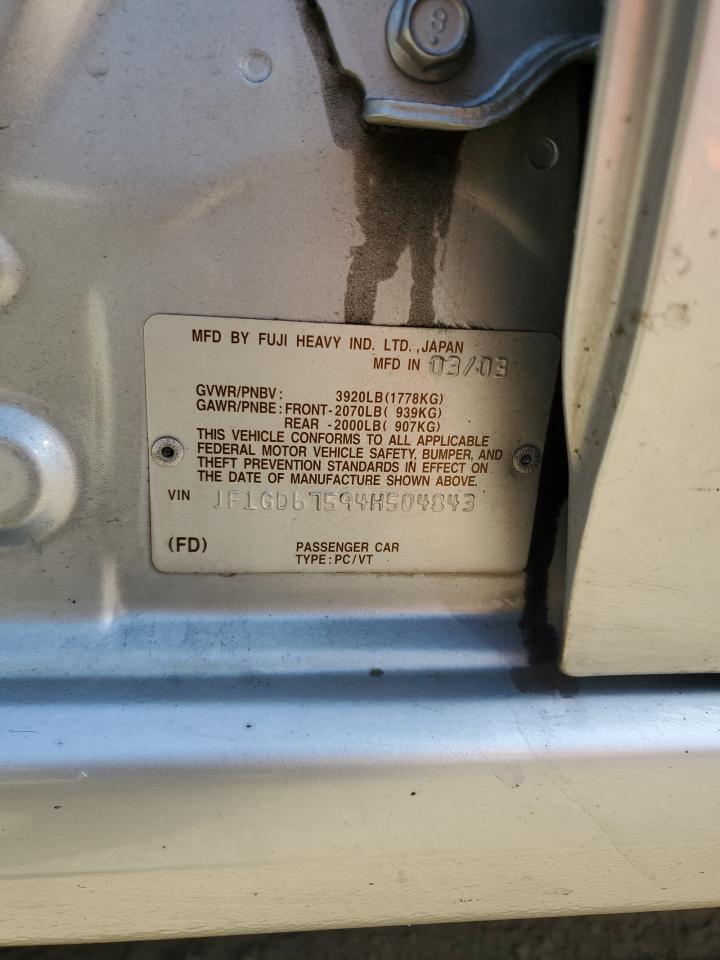 8.
MFD BY FUJI HEAVY IND. LTD. ,JAPAN
MFD IN 03/03
GVWR/PNBV: 3920LB(1778KG)
GAWR/PNBE: FRONT-2070LB( 939KG)
REAR -2000LB( 907KG)
THIS VEHICLE CONFORMS TO ALL APPLICABLE
FEDERAL MOTOR VEHICLE SAFETY, BUMPER, AND
THEFT PREVENTION STANDARDS IN EFFECT ON
THE DATE OF MANUFACTURE SHOWN ABOVE.
VIN JF1GD67594H504843
(FD) PASSENGER CAR
TYPE:PC/VT